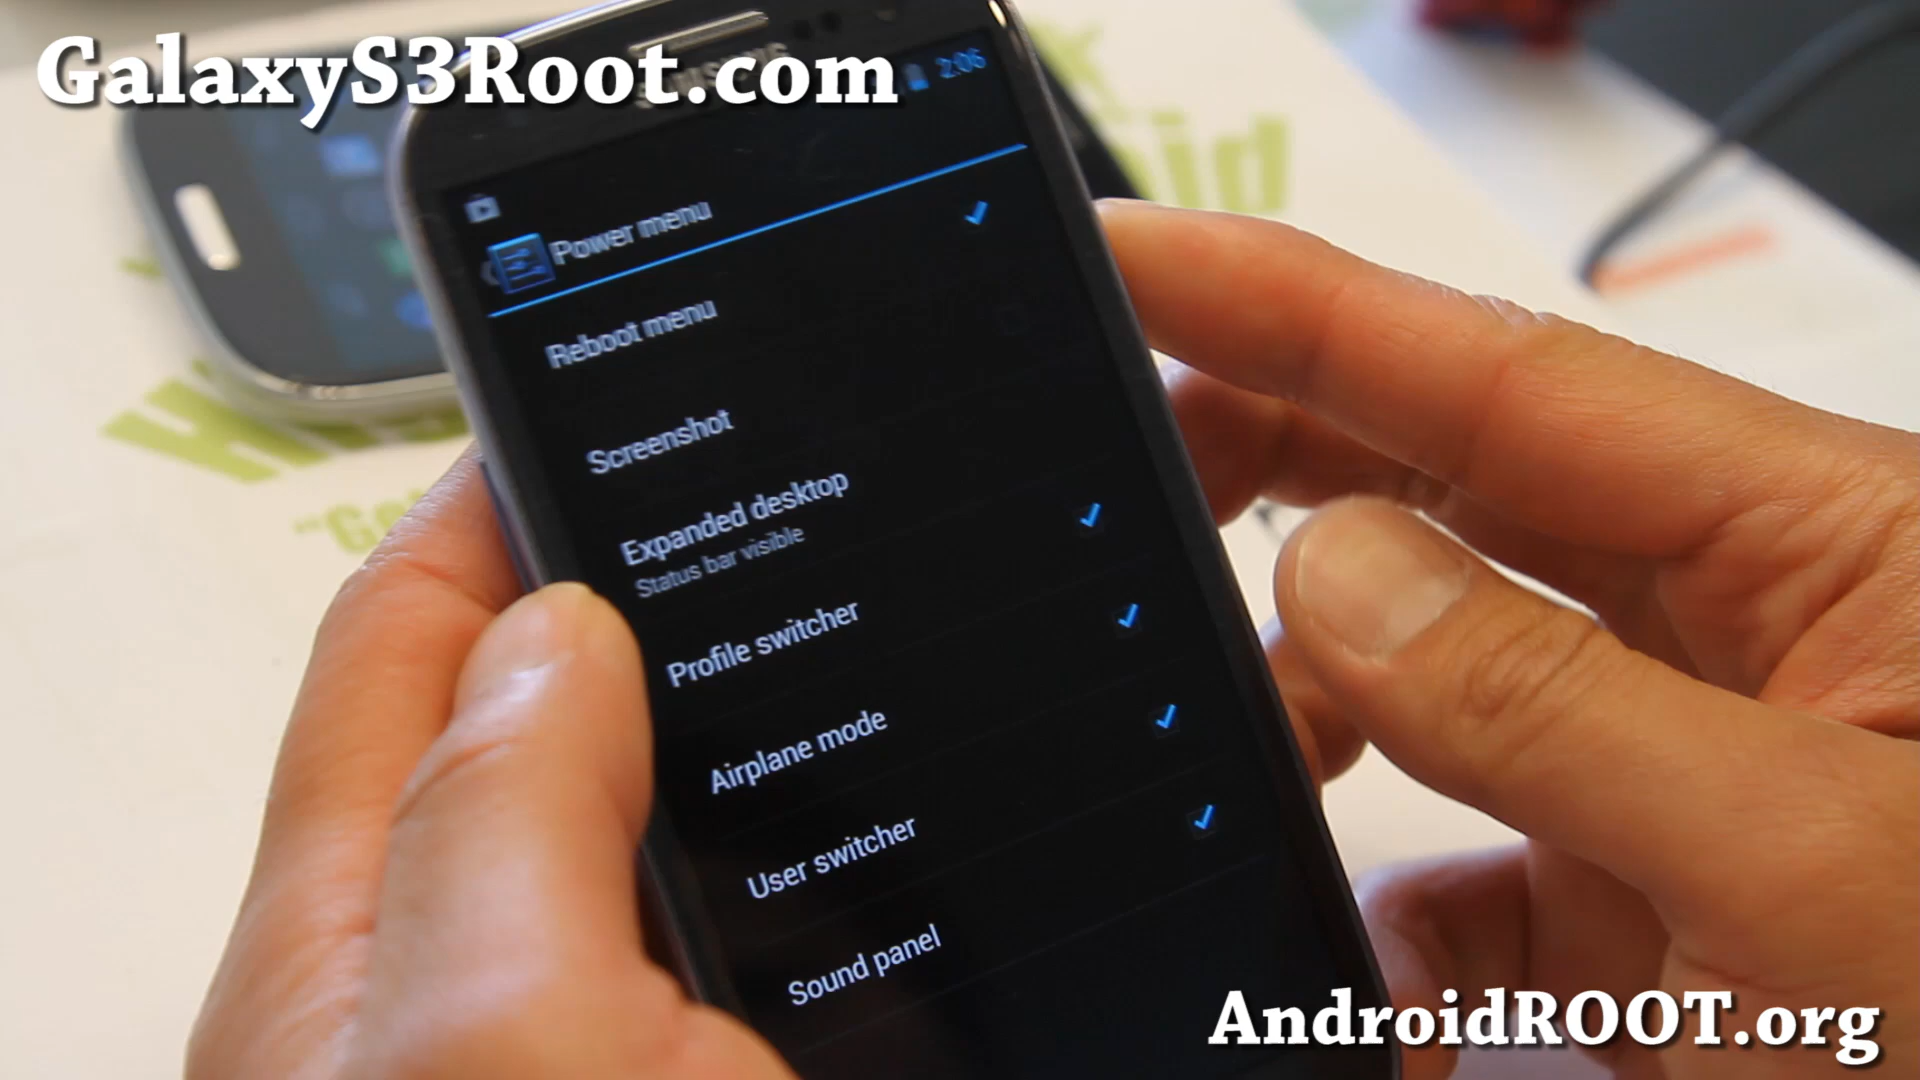 GalaxyS3Root.com
SAMSUNG
2:06
Power menu
Reboot menu
Screenshot
Expanded desktop
Status bar visible
Profile switcher
Airplane mode
User switcher
Sound panel
AndroidROOT.org